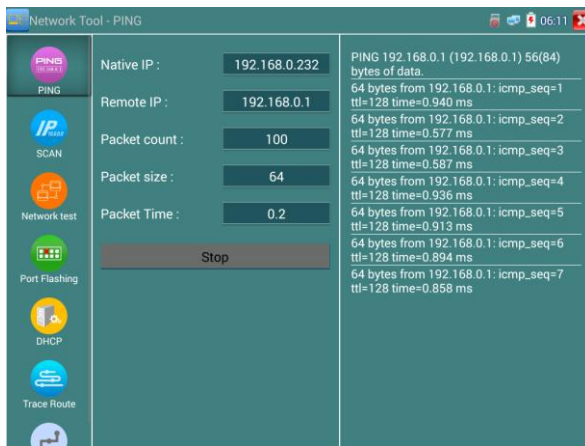 Network Tool - PING
06:11
PING
PING
SCAN
Network test
Port Flashing
DHCP
Trace Route
Native IP :
192.168.0.232
Remote IP :
192.168.0.1
Packet count :
100
Packet size :
64
Packet Time :
0.2
Stop
PING 192.168.0.1 (192.168.0.1) 56(84)
bytes of data.
64 bytes from 192.168.0.1: icmp_seq=1
ttl=128 time=0.940 ms
64 bytes from 192.168.0.1: icmp_seq=2
ttl=128 time=0.577 ms
64 bytes from 192.168.0.1: icmp_seq=3
ttl=128 time=0.587 ms
64 bytes from 192.168.0.1: icmp_seq=4
ttl=128 time=0.936 ms
64 bytes from 192.168.0.1: icmp_seq=5
ttl=128 time=0.913 ms
64 bytes from 192.168.0.1: icmp_seq=6
ttl=128 time=0.894 ms
64 bytes from 192.168.0.1: icmp_seq=7
ttl=128 time=0.858 ms